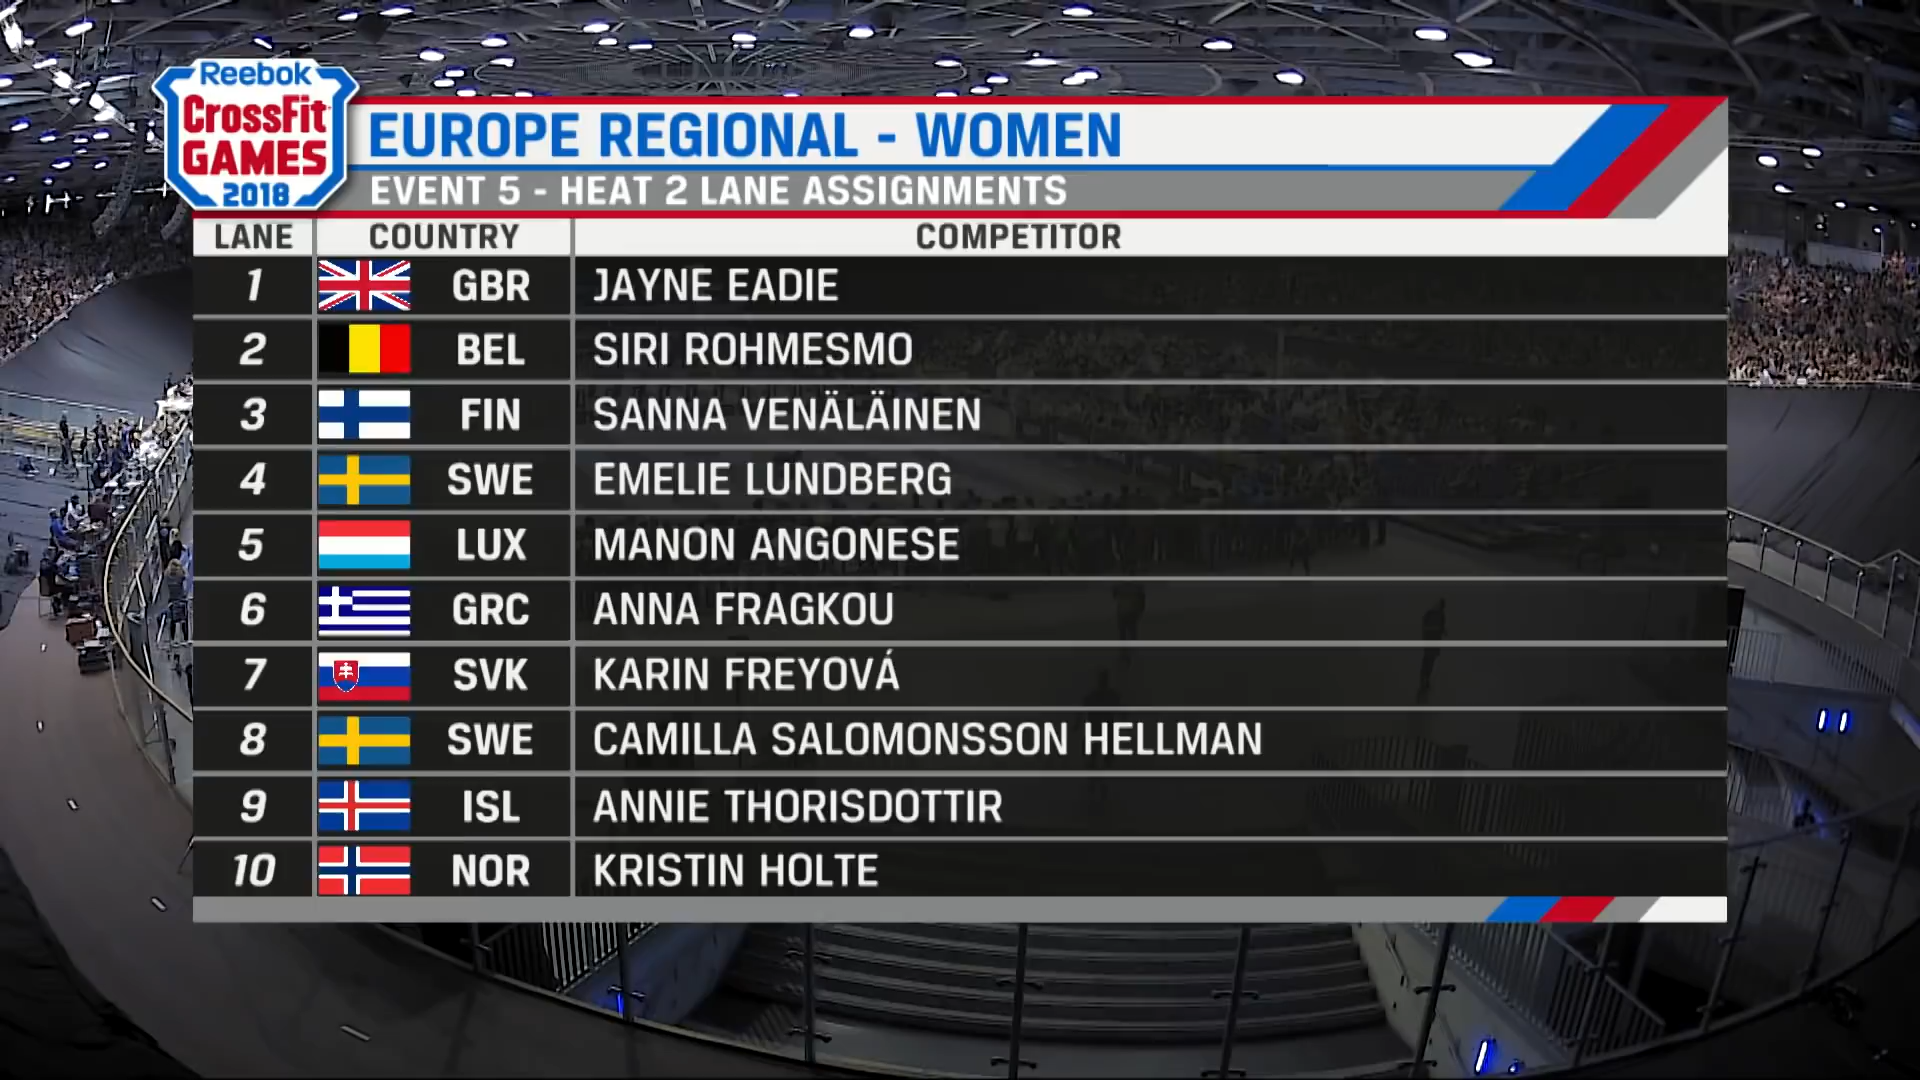 Reebok
CrossFit
GAMES
2018
EUROPE REGIONAL - WOMEN
EVENT 5 - HEAT 2 LANE ASSIGNMENTS
LANE COUNTRY COMPETITOR
1 GBR JAYNE EADIE
2 BEL SIRI ROHMESMO
3 FIN SANNA VENÄLÄINEN
4 SWE EMELIE LUNDBERG
5 LUX MANON ANGONESE
6 GRC ANNA FRAGKOU
7 SVK KARIN FREYOVÁ
8 SWE CAMILLA SALOMONSSON HELLMAN
9 ISL ANNIE THORISDOTTIR
10 NOR KRISTIN HOLTE